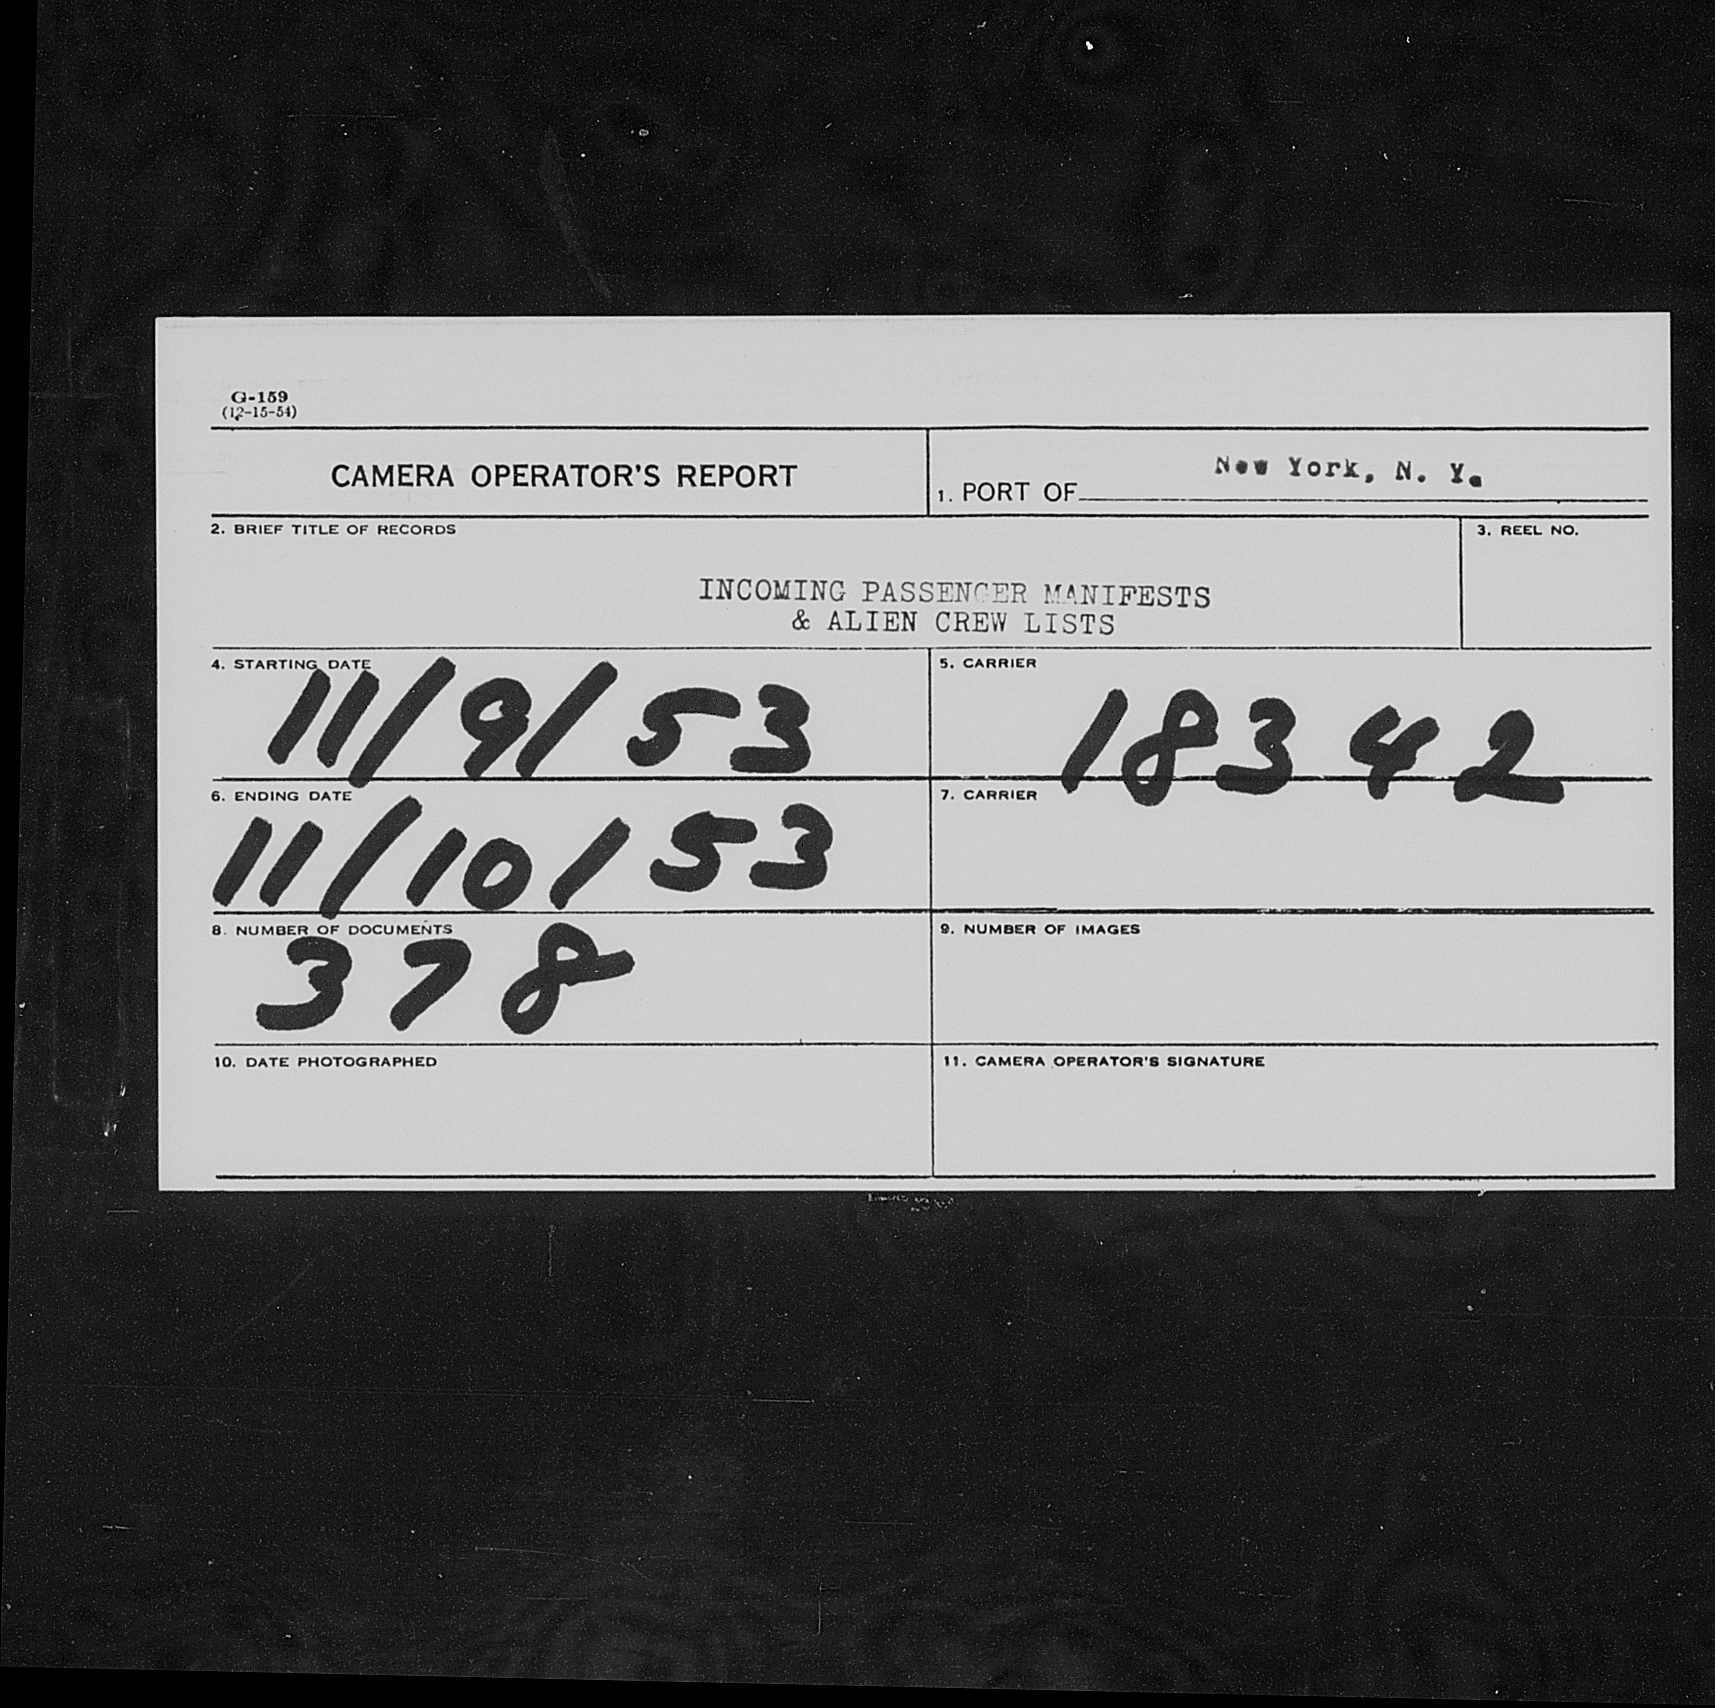 G-159
(12-15-54)
CAMERA OPERATOR'S REPORT
1. PORT OF New York, N. Y.
2. BRIEF TITLE OF RECORDS
3. REEL NO.
INCOMING PASSENGER MANIFESTS
& ALIEN CREW LISTS
4. STARTING DATE
11/9/53
5. CARRIER
18342
6. ENDING DATE
11/10/53
7. CARRIER
8. NUMBER OF DOCUMENTS
378
9. NUMBER OF IMAGES
10. DATE PHOTOGRAPHED
11. CAMERA OPERATOR'S SIGNATURE